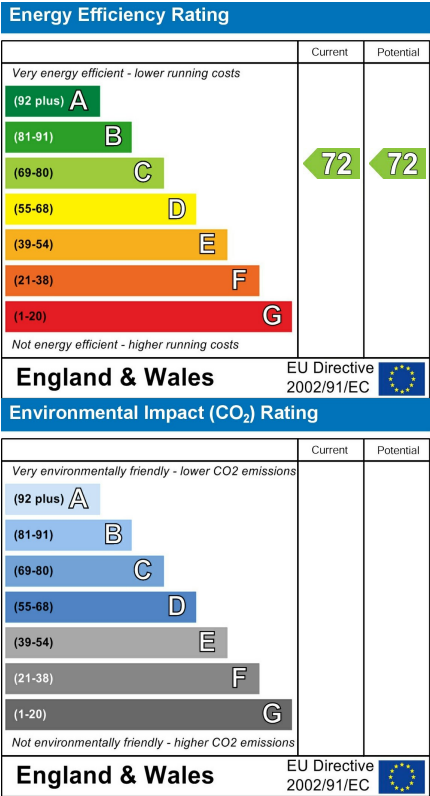 Energy Efficiency Rating
Current Potential
Very energy efficient - lower running costs
(92 plus) A
(81-91) B
(69-80) C
72 72
(55-68) D
(39-54) E
(21-38) F
(1-20) G
Not energy efficient - higher running costs
England & Wales
EU Directive
2002/91/EC
Environmental Impact (CO₂) Rating
Current Potential
Very environmentally friendly - lower CO2 emissions
(92 plus) A
(81-91) B
(69-80) C
(55-68) D
(39-54) E
(21-38) F
(1-20) G
Not environmentally friendly - higher CO2 emissions
England & Wales
EU Directive
2002/91/EC